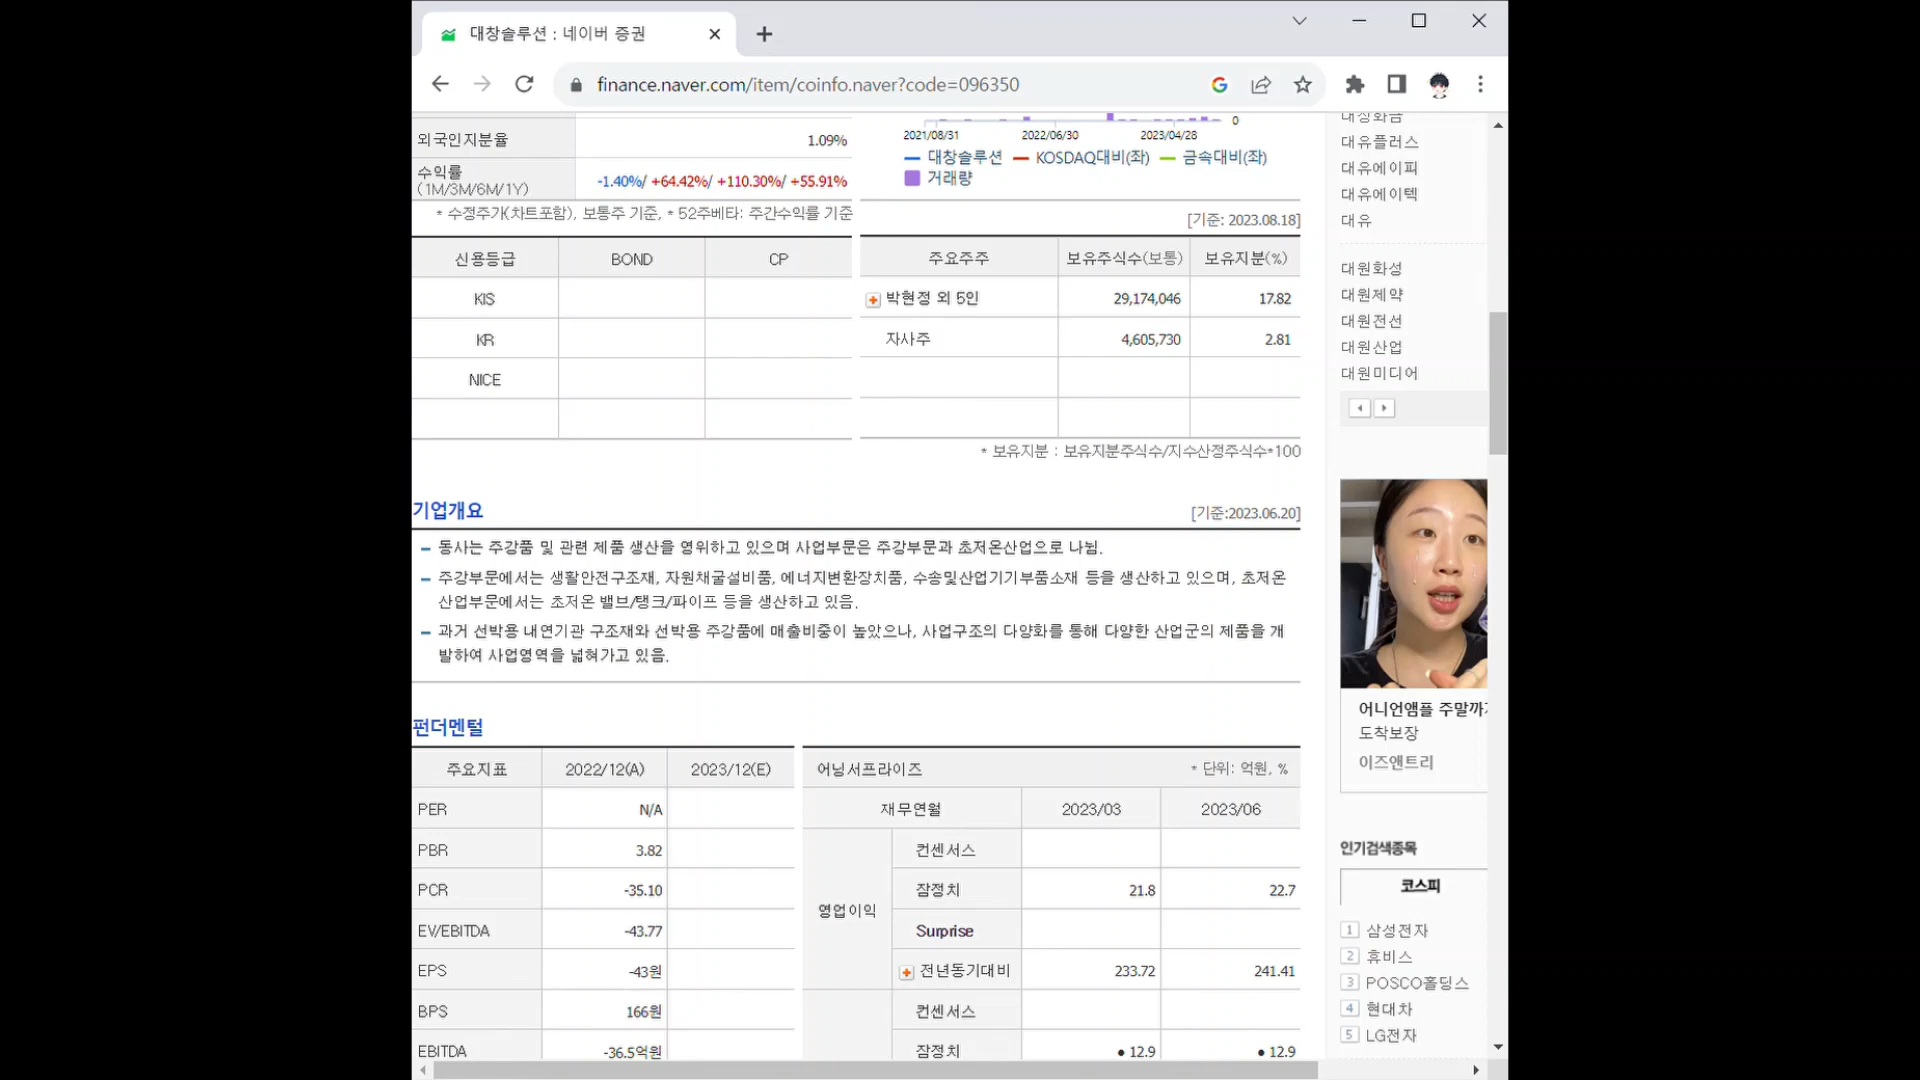 대창솔루션 : 네이버 증권
finance.naver.com/item/coinfo.naver?code=096350
외국인지분율 1.09%
수익률
(1M/3M/6M/1Y)
-1.40%/ +64.42%/ +110.30%/ +55.91%
* 수정주가(차트포함), 보통주 기준, * 52주베타: 주간수익률 기준
0
2021/08/31 2022/06/30 2023/04/28
대창솔루션 KOSDAQ대비(좌) 금속대비(좌)
거래량
[기준: 2023.08.18]
신용등급 BOND CP
KIS
KR
NICE
주요주주 보유주식수(보통) 보유지분(%)
박현정 외 5인 29,174,046 17.82
자사주 4,605,730 2.81
* 보유지분 : 보유지분주식수/지수산정주식수*100
기업개요 [기준:2023.06.20]
동사는 주강품 및 관련 제품 생산을 영위하고 있으며 사업부문은 주강부문과 초저온산업으로 나뉨.
주강부문에서는 생활안전구조재, 자원채굴설비품, 에너지변환장치품, 수송및산업기기부품소재 등을 생산하고 있으며, 초저온
산업부문에서는 초저온 밸브/탱크/파이프 등을 생산하고 있음.
과거 선박용 내연기관 구조재와 선박용 주강품에 매출비중이 높았으나, 사업구조의 다양화를 통해 다양한 산업군의 제품을 개
발하여 사업영역을 넓혀가고 있음.
펀더멘털
주요지표 2022/12(A) 2023/12(E)
PER N/A
PBR 3.82
PCR -35.10
EV/EBITDA -43.77
EPS -43원
BPS 166원
EBITDA -36.5억원
어닝서프라이즈 * 단위: 억원, %
재무연월 2023/03 2023/06
영업이익
컨센서스
잠정치 21.8 22.7
Surprise
전년동기대비 233.72 241.41
컨센서스
잠정치 ● 12.9 ● 12.9
대창화금
대유플러스
대유에이피
대유에이텍
대유
대원화성
대원제약
대원전선
대원산업
대원미디어
어니언앰플 주말까지
도착보장
이즈앤트리
인기검색종목
코스피
1 삼성전자
2 휴비스
3 POSCO홀딩스
4 현대차
5 LG전자